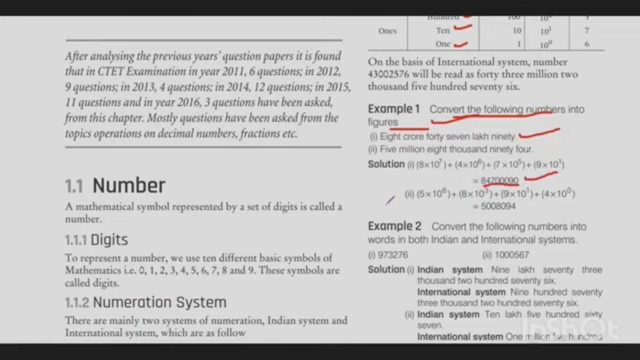 After analysing the previous years' question papers it is found
that in CTET Examination in year 2011, 6 questions; in 2012,
9 questions; in 2013, 4 questions; in 2014, 12 questions; in 2015,
11 questions and in year 2016, 3 questions have been asked,
from this chapter. Mostly questions have been asked from the
topics operations on decimal numbers, fractions etc.
1.1 Number
A mathematical symbol represented by a set of digits is called a
number.
1.1.1 Digits
To represent a number, we use ten different basic symbols of
Mathematics i.e. 0, 1, 2, 3, 4, 5, 6, 7, 8 and 9. These symbols are
called digits.
1.1.2 Numeration System
There are mainly two systems of numeration, Indian system and
International system, which are as follow
Hundred 100 10² 5
Ones Ten 10 10¹ 7
One 1 10⁰ 6
On the basis of International system, number
43002576 will be read as forty three million two
thousand five hundred seventy six.
Example 1 Convert the following numbers into
figures
(i) Eight crore forty seven lakh ninety.
(ii) Five million eight thousand ninety four.
Solution (i) (8×10⁷) + (4×10⁶) + (7×10⁵) + (9×10¹)
= 84700090
(ii) (5×10⁶) + (8×10³) + (9×10¹) + (4×10⁰)
= 5008094
Example 2 Convert the following numbers into
words in both Indian and International systems.
(i) 973276 (ii) 1000567
Solution (i) Indian system Nine lakh seventy three
thousand two hundred seventy six.
International system Nine hundred seventy
three thousand two hundred seventy six.
(ii) Indian system Ten lakh five hundred sixty
seven.
International system One million five hundred
InShot